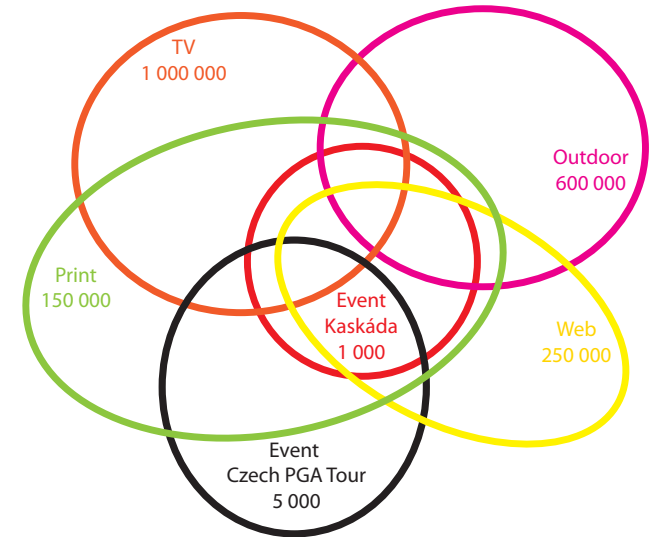 TV
1 000 000
Outdoor
600 000
Print
150 000
Event
Kaskáda
1 000
Web
250 000
Event
Czech PGA Tour
5 000